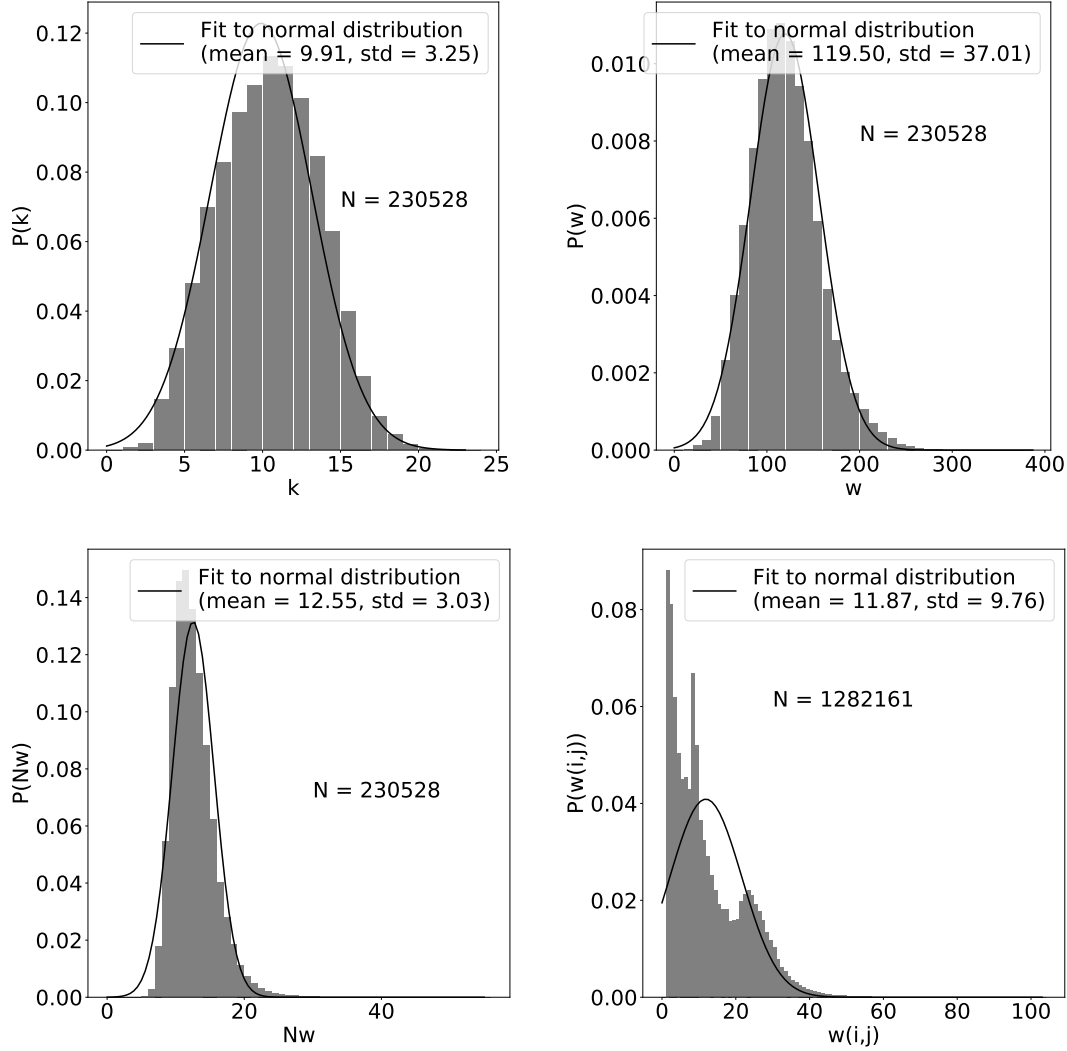 Fit to normal distribution
(mean = 9.91, std = 3.25)
N = 230528
P(k)
0.12
0.10
0.08
0.06
0.04
0.02
0.00
0
5
10
15
20
25
k
Fit to normal distribution
(mean = 119.50, std = 37.01)
N = 230528
P(w)
0.010
0.008
0.006
0.004
0.002
0.000
0
100
200
300
400
w
Fit to normal distribution
(mean = 12.55, std = 3.03)
N = 230528
P(Nw)
0.14
0.12
0.10
0.08
0.06
0.04
0.02
0.00
0
20
40
Nw
Fit to normal distribution
(mean = 11.87, std = 9.76)
N = 1282161
P(w(i,j))
0.08
0.06
0.04
0.02
0.00
0
20
40
60
80
100
w(i,j)